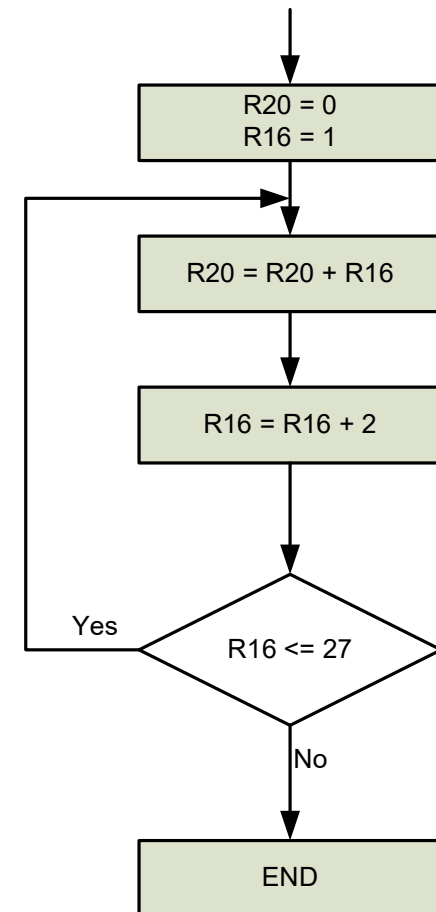 R20 = 0
R16 = 1
R20 = R20 + R16
R16 = R16 + 2
Yes
R16 <= 27
No
END